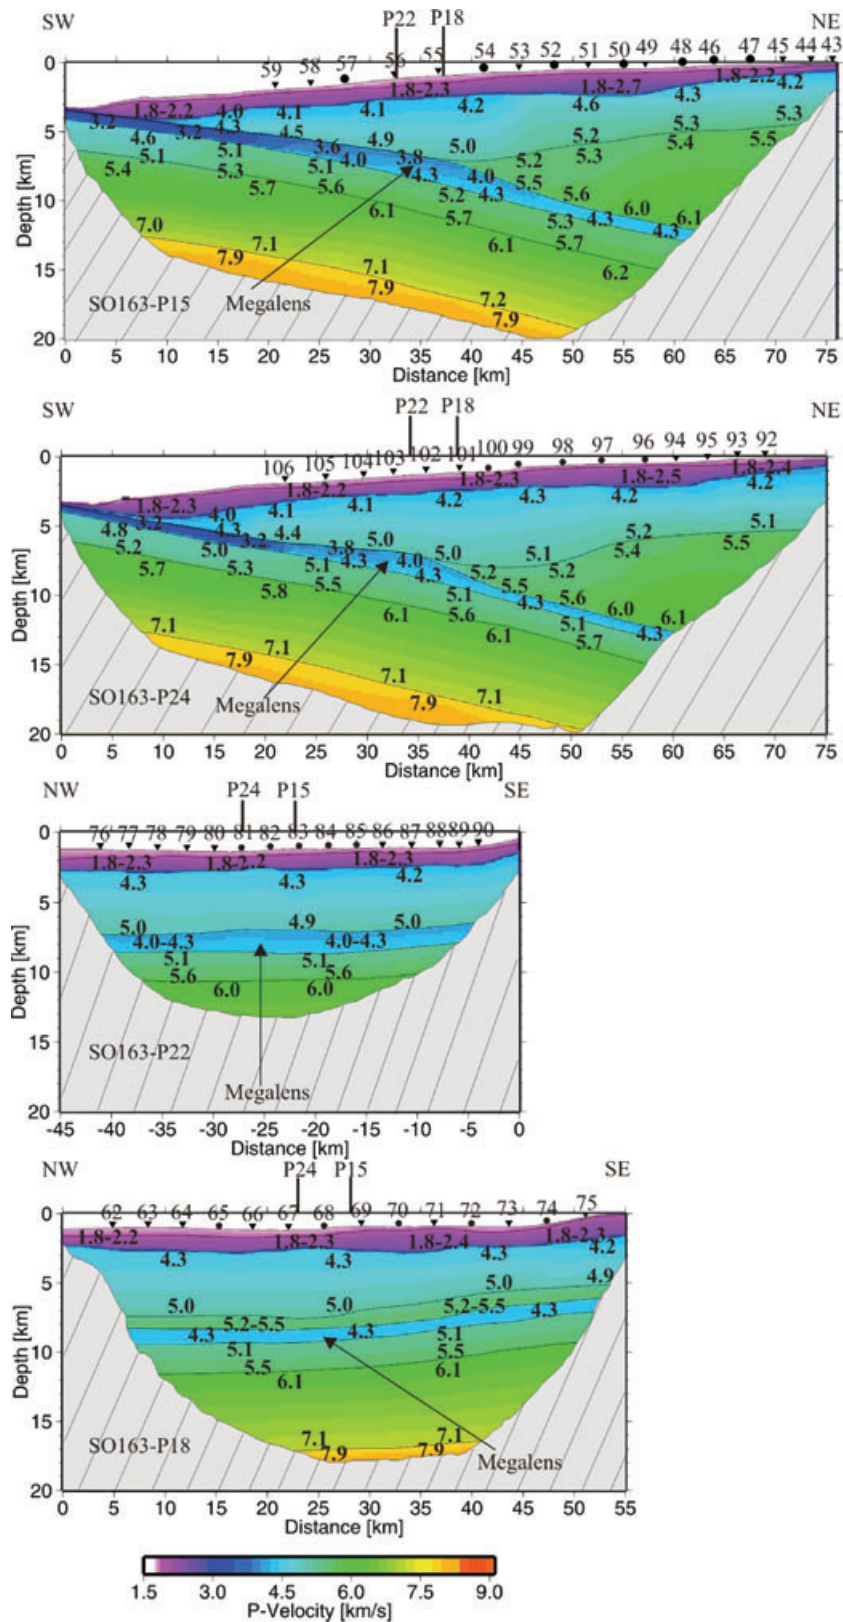 SW P22 P18 NE
59 58 57 56 55 54 53 52 51 50 49 48 46 47 45 44 43
0
5
10
15
20
Depth [km]
1.8-2.2 1.8-2.3 1.8-2.7 1.8-2.2
4.0 4.1 4.1 4.2 4.6 4.3 4.2
3.2 4.3 4.5 4.9 5.0 5.2 5.3 5.3
4.6 3.2 3.6 3.8 5.2 5.3 5.4 5.5
5.1 5.1 4.0 4.3 4.0 5.5
5.4 5.3 5.1 5.2 4.3 5.6
5.7 5.6 6.1 5.7 5.3 4.3 6.0 6.1
7.0 6.1 5.7 4.3
7.1 7.1 6.2
7.9 7.9 7.2
7.9
SO163-P15 Megalens
0 5 10 15 20 25 30 35 40 45 50 55 60 65 70 75
Distance [km]
SW P22 P18 NE
106 105 104 103 102 101 100 99 98 97 96 94 95 93 92
0
5
10
15
20
Depth [km]
1.8-2.3 1.8-2.2 1.8-2.3 1.8-2.5 1.8-2.4
4.0 4.1 4.1 4.2 4.3 4.2 4.2
3.2 4.3 4.4 5.0 5.0 5.1 5.2 5.1
4.8 3.2 3.8 4.0 5.2 5.2 5.4 5.5
5.2 5.0 5.1 4.3 4.3 5.5
5.7 5.3 5.5 5.1 4.3 5.6 6.0 6.1
5.8 6.1 5.6 5.1 4.3
7.1 7.1 6.1 5.7
7.9 7.1 7.1
7.9
SO163-P24 Megalens
0 5 10 15 20 25 30 35 40 45 50 55 60 65 70 75
Distance [km]
NW P24 P15 SE
76 77 78 79 80 81 82 83 84 85 86 87 88 89 90
0
5
10
15
20
Depth [km]
1.8-2.3 1.8-2.2 1.8-2.3
4.3 4.3 4.2
5.0 4.9 5.0
4.0-4.3 4.0-4.3
5.1 5.1
5.6 5.6
6.0 6.0
SO163-P22
Megalens
-45 -40 -35 -30 -25 -20 -15 -10 -5 0
Distance [km]
NW P24 P15 SE
62 63 64 65 66 67 68 69 70 71 72 73 74 75
0
5
10
15
20
Depth [km]
1.8-2.2 1.8-2.3 1.8-2.4 1.8-2.3
4.3 4.3 4.3 4.2
5.0 5.0 5.0 4.9
5.2-5.5 5.2-5.5
4.3 4.3 4.3
5.1 5.1
5.5 5.5
6.1 6.1
7.1 7.1
7.9 7.9
SO163-P18 Megalens
0 5 10 15 20 25 30 35 40 45 50 55
Distance [km]
1.5 3.0 4.5 6.0 7.5 9.0
P-Velocity [km/s]